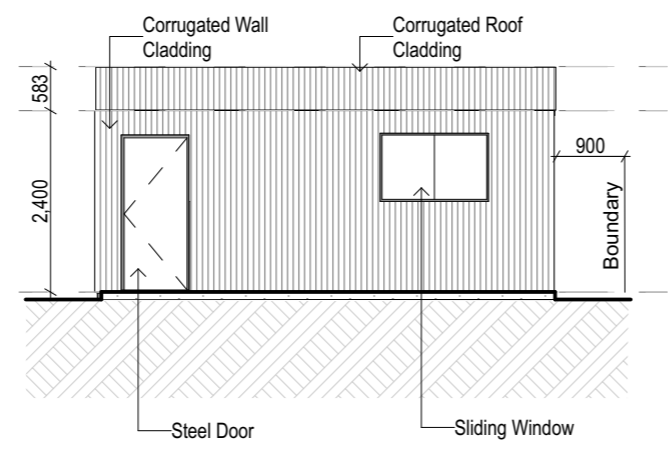 Corrugated Wall
Cladding
Corrugated Roof
Cladding
583
2,400
900
Boundary
Steel Door
Sliding Window